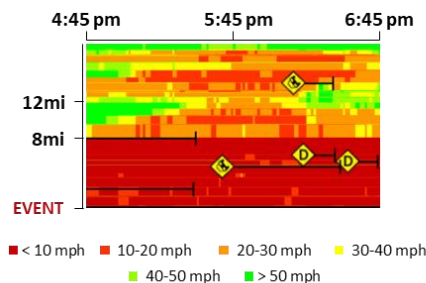 4:45 pm 5:45 pm 6:45 pm
12mi
8mi
D
D
EVENT
< 10 mph 10-20 mph 20-30 mph 30-40 mph
40-50 mph > 50 mph